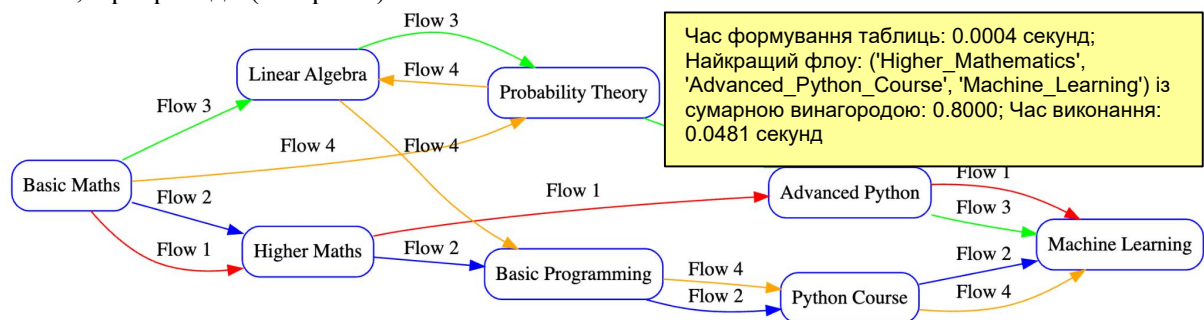 Flow 3
Час формування таблиць: 0.0004 секунд;
Найкращий флоу: ('Higher_Mathematics',
'Advanced_Python_Course', 'Machine_Learning') із
сумарною винагородою: 0.8000; Час виконання:
0.0481 секунд
Linear Algebra
Flow 4
Probability Theory
Flow 3
Flow 4
Flow 4
Basic Maths
Flow 2
Flow 1
Flow 1
Advanced Python
Flow 1
Flow 3
Higher Maths
Flow 2
Basic Programming
Flow 4
Flow 2
Python Course
Flow 2
Flow 4
Machine Learning